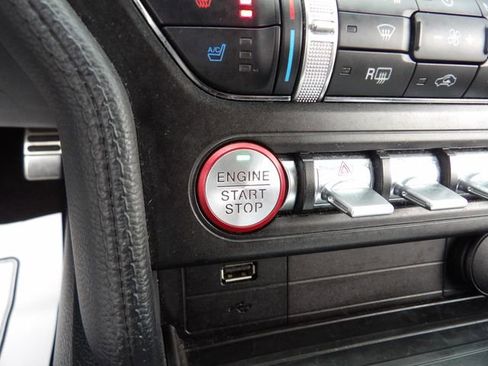 A/C
R
ENGINE
START
STOP